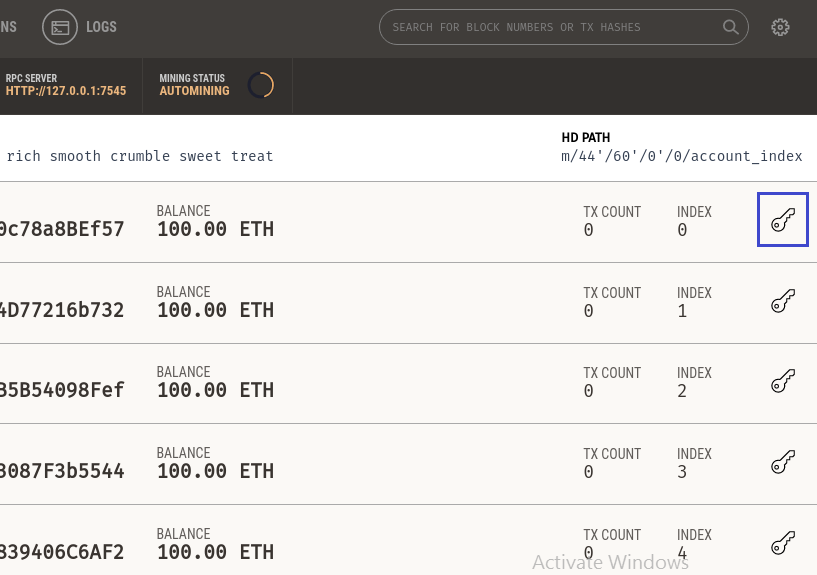 NS
LOGS
SEARCH FOR BLOCK NUMBERS OR TX HASHES
RPC SERVER
HTTP://127.0.0.1:7545
MINING STATUS
AUTOMINING
rich smooth crumble sweet treat
HD PATH
m/44'/60'/0'/0/account_index
0c78a8BEf57
BALANCE
100.00 ETH
TX COUNT
0
INDEX
0
4D77216b732
BALANCE
100.00 ETH
TX COUNT
0
INDEX
1
B5B54098Fef
BALANCE
100.00 ETH
TX COUNT
0
INDEX
2
3087F3b5544
BALANCE
100.00 ETH
TX COUNT
0
INDEX
3
839406C6AF2
BALANCE
100.00 ETH
TX COUNT
0
INDEX
4
Activate Windows